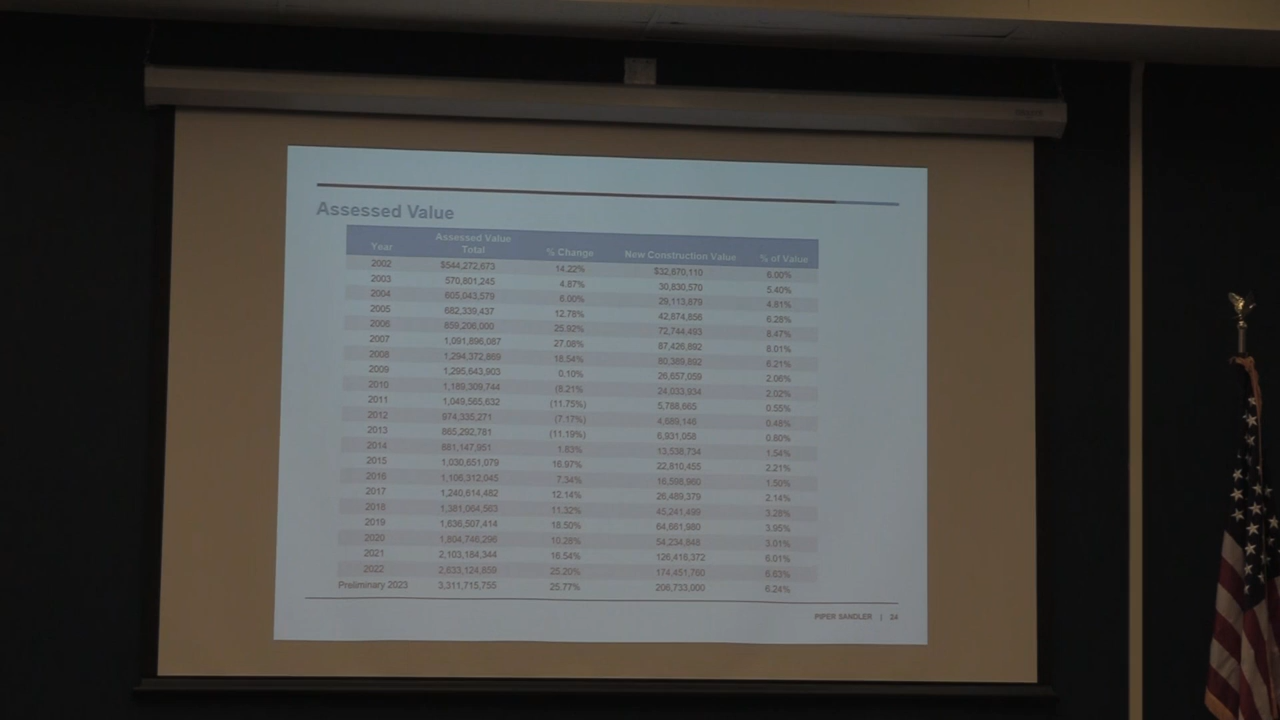 Assessed Value
Year Assessed Value Total % Change New Construction Value % of Value
2002 $544,272,673 14.22% $32,670,110 6.00%
2003 570,801,245 4.87% 30,830,570 5.40%
2004 605,043,579 6.00% 29,113,879 4.81%
2005 682,339,437 12.78% 42,874,856 6.28%
2006 859,206,000 25.92% 72,744,493 8.47%
2007 1,091,896,087 27.08% 87,426,892 8.01%
2008 1,294,372,869 18.54% 80,389,892 6.21%
2009 1,295,643,903 0.10% 26,657,059 2.06%
2010 1,189,309,744 (8.21% 24,033,934 2.02%
2011 1,049,565,632 (11.75%) 5,788,665 0.55%
2012 974,335,271 (7.17%) 4,689,146 0.48%
2013 865,292,781 (11.19%) 6,931,058 0.80%
2014 881,147,951 1.83% 13,538,734 1.54%
2015 1,030,651,079 16.97% 22,810,455 2.21%
2016 1,106,312,045 7.34% 16,598,960 1.50%
2017 1,240,614,482 12.14% 26,489,379 2.14%
2018 1,381,064,563 11.32% 45,241,499 3.28%
2019 1,636,507,414 18.50% 64,661,980 3.95%
2020 1,804,746,296 10.28% 54,234,848 3.01%
2021 2,103,184,344 16.54% 126,416,372 6.01%
2022 2,633,124,859 25.20% 174,451,760 6.63%
Preliminary 2023 3,311,715,755 25.77% 206,733,000 6.24%
PIPER SANDLER | 24